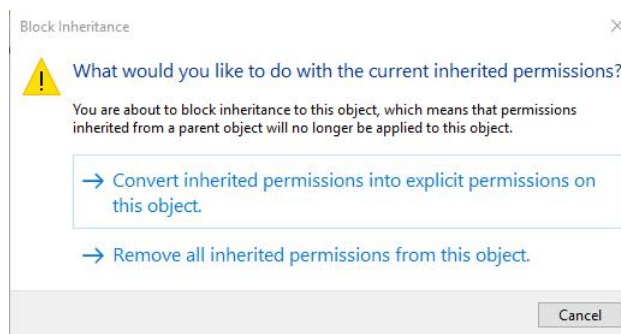 Block Inheritance
What would you like to do with the current inherited permissions?
You are about to block inheritance to this object, which means that permissions
inherited from a parent object will no longer be applied to this object.
→ Convert inherited permissions into explicit permissions on
this object.
→ Remove all inherited permissions from this object.
Cancel